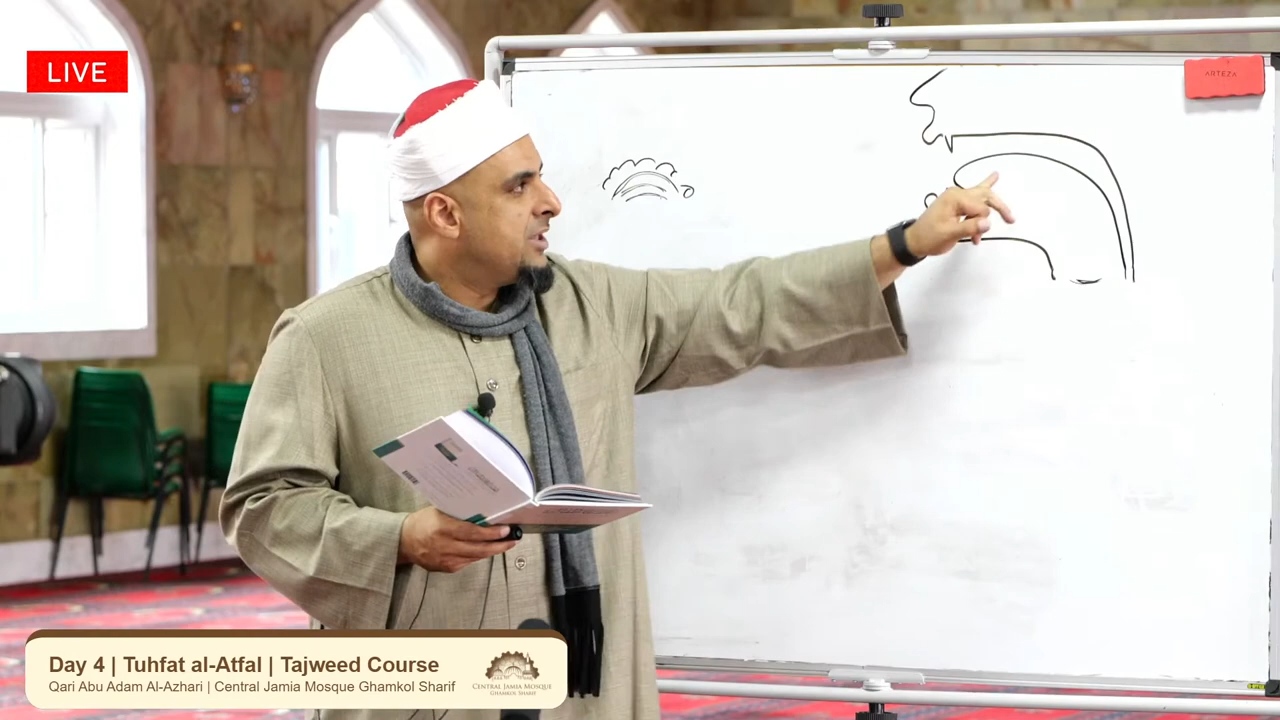 LIVE
ARTEZA
Day 4 | Tuhfat al-Atfal | Tajweed Course
Qari Abu Adam Al-Azhari | Central Jamia Mosque Ghamkol Sharif
CENTRAL JAMIA MOSQUE
GHAMKOL SHARIF